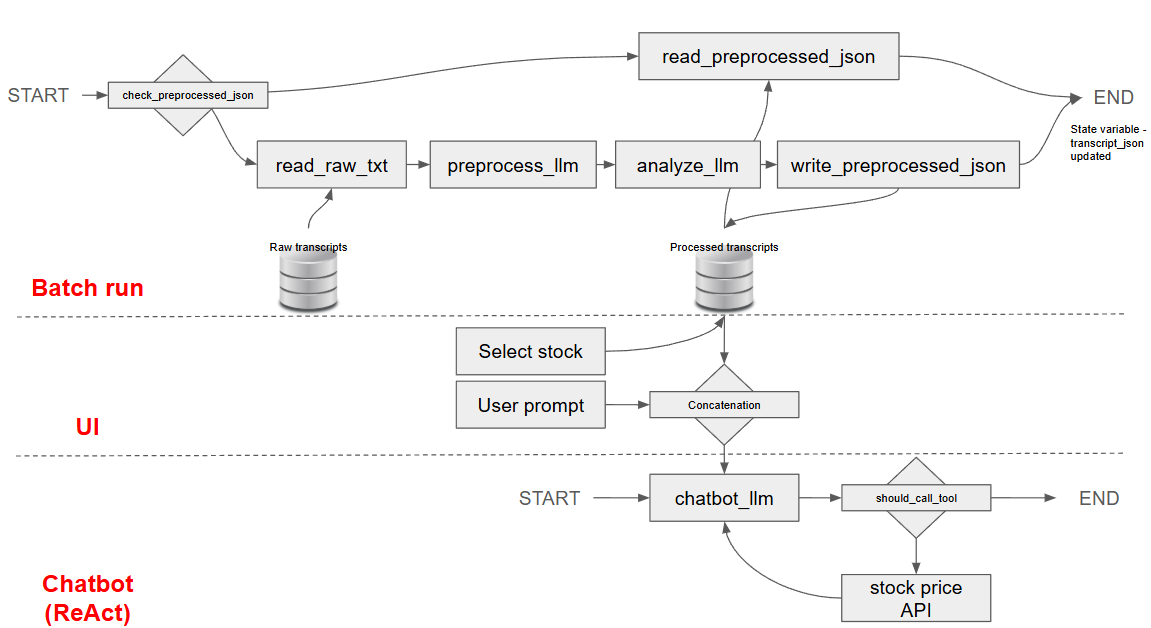 read_preprocessed_json
START
check_preprocessed_json
END
State variable -
transcript_json
updated
read_raw_txt
preprocess_llm
analyze_llm
write_preprocessed_json
Raw transcripts
Processed transcripts
Batch run
Select stock
User prompt
Concatenation
UI
START
chatbot_llm
should_call_tool
END
Chatbot
(ReAct)
stock price
API